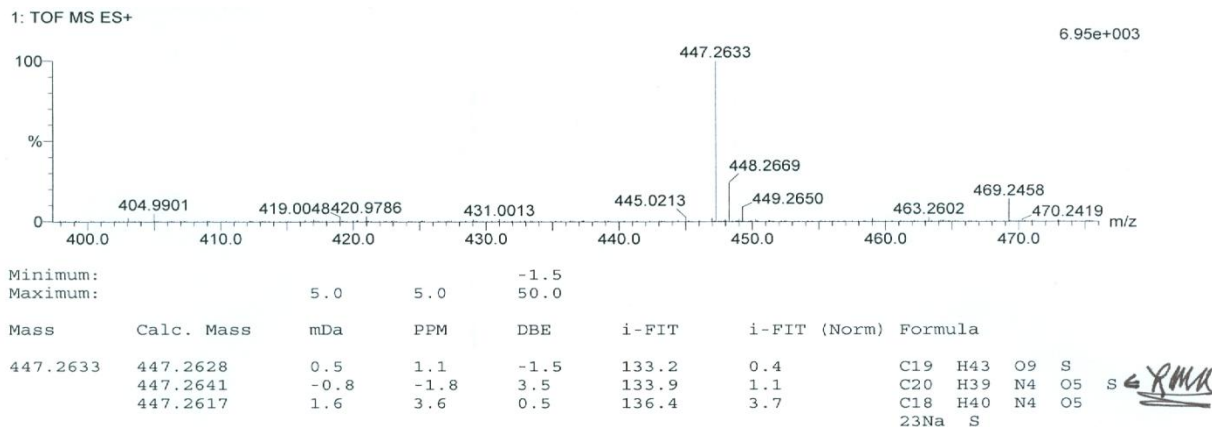 1: TOF MS ES+
6.95e+003
447.2633
100
%
448.2669
404.9901
419.0048
420.9786
431.0013
445.0213
449.2650
463.2602
469.2458
470.2419
0
m/z
400.0 410.0 420.0 430.0 440.0 450.0 460.0 470.0
Minimum: -1.5
Maximum: 5.0 5.0 50.0
Mass Calc. Mass mDa PPM DBE i-FIT i-FIT (Norm) Formula
447.2633 447.2628 0.5 1.1 -1.5 133.2 0.4 C19 H43 O9 S
447.2641 -0.8 -1.8 3.5 133.9 1.1 C20 H39 N4 O5 S
447.2617 1.6 3.6 0.5 136.4 3.7 C18 H40 N4 O5
23Na S